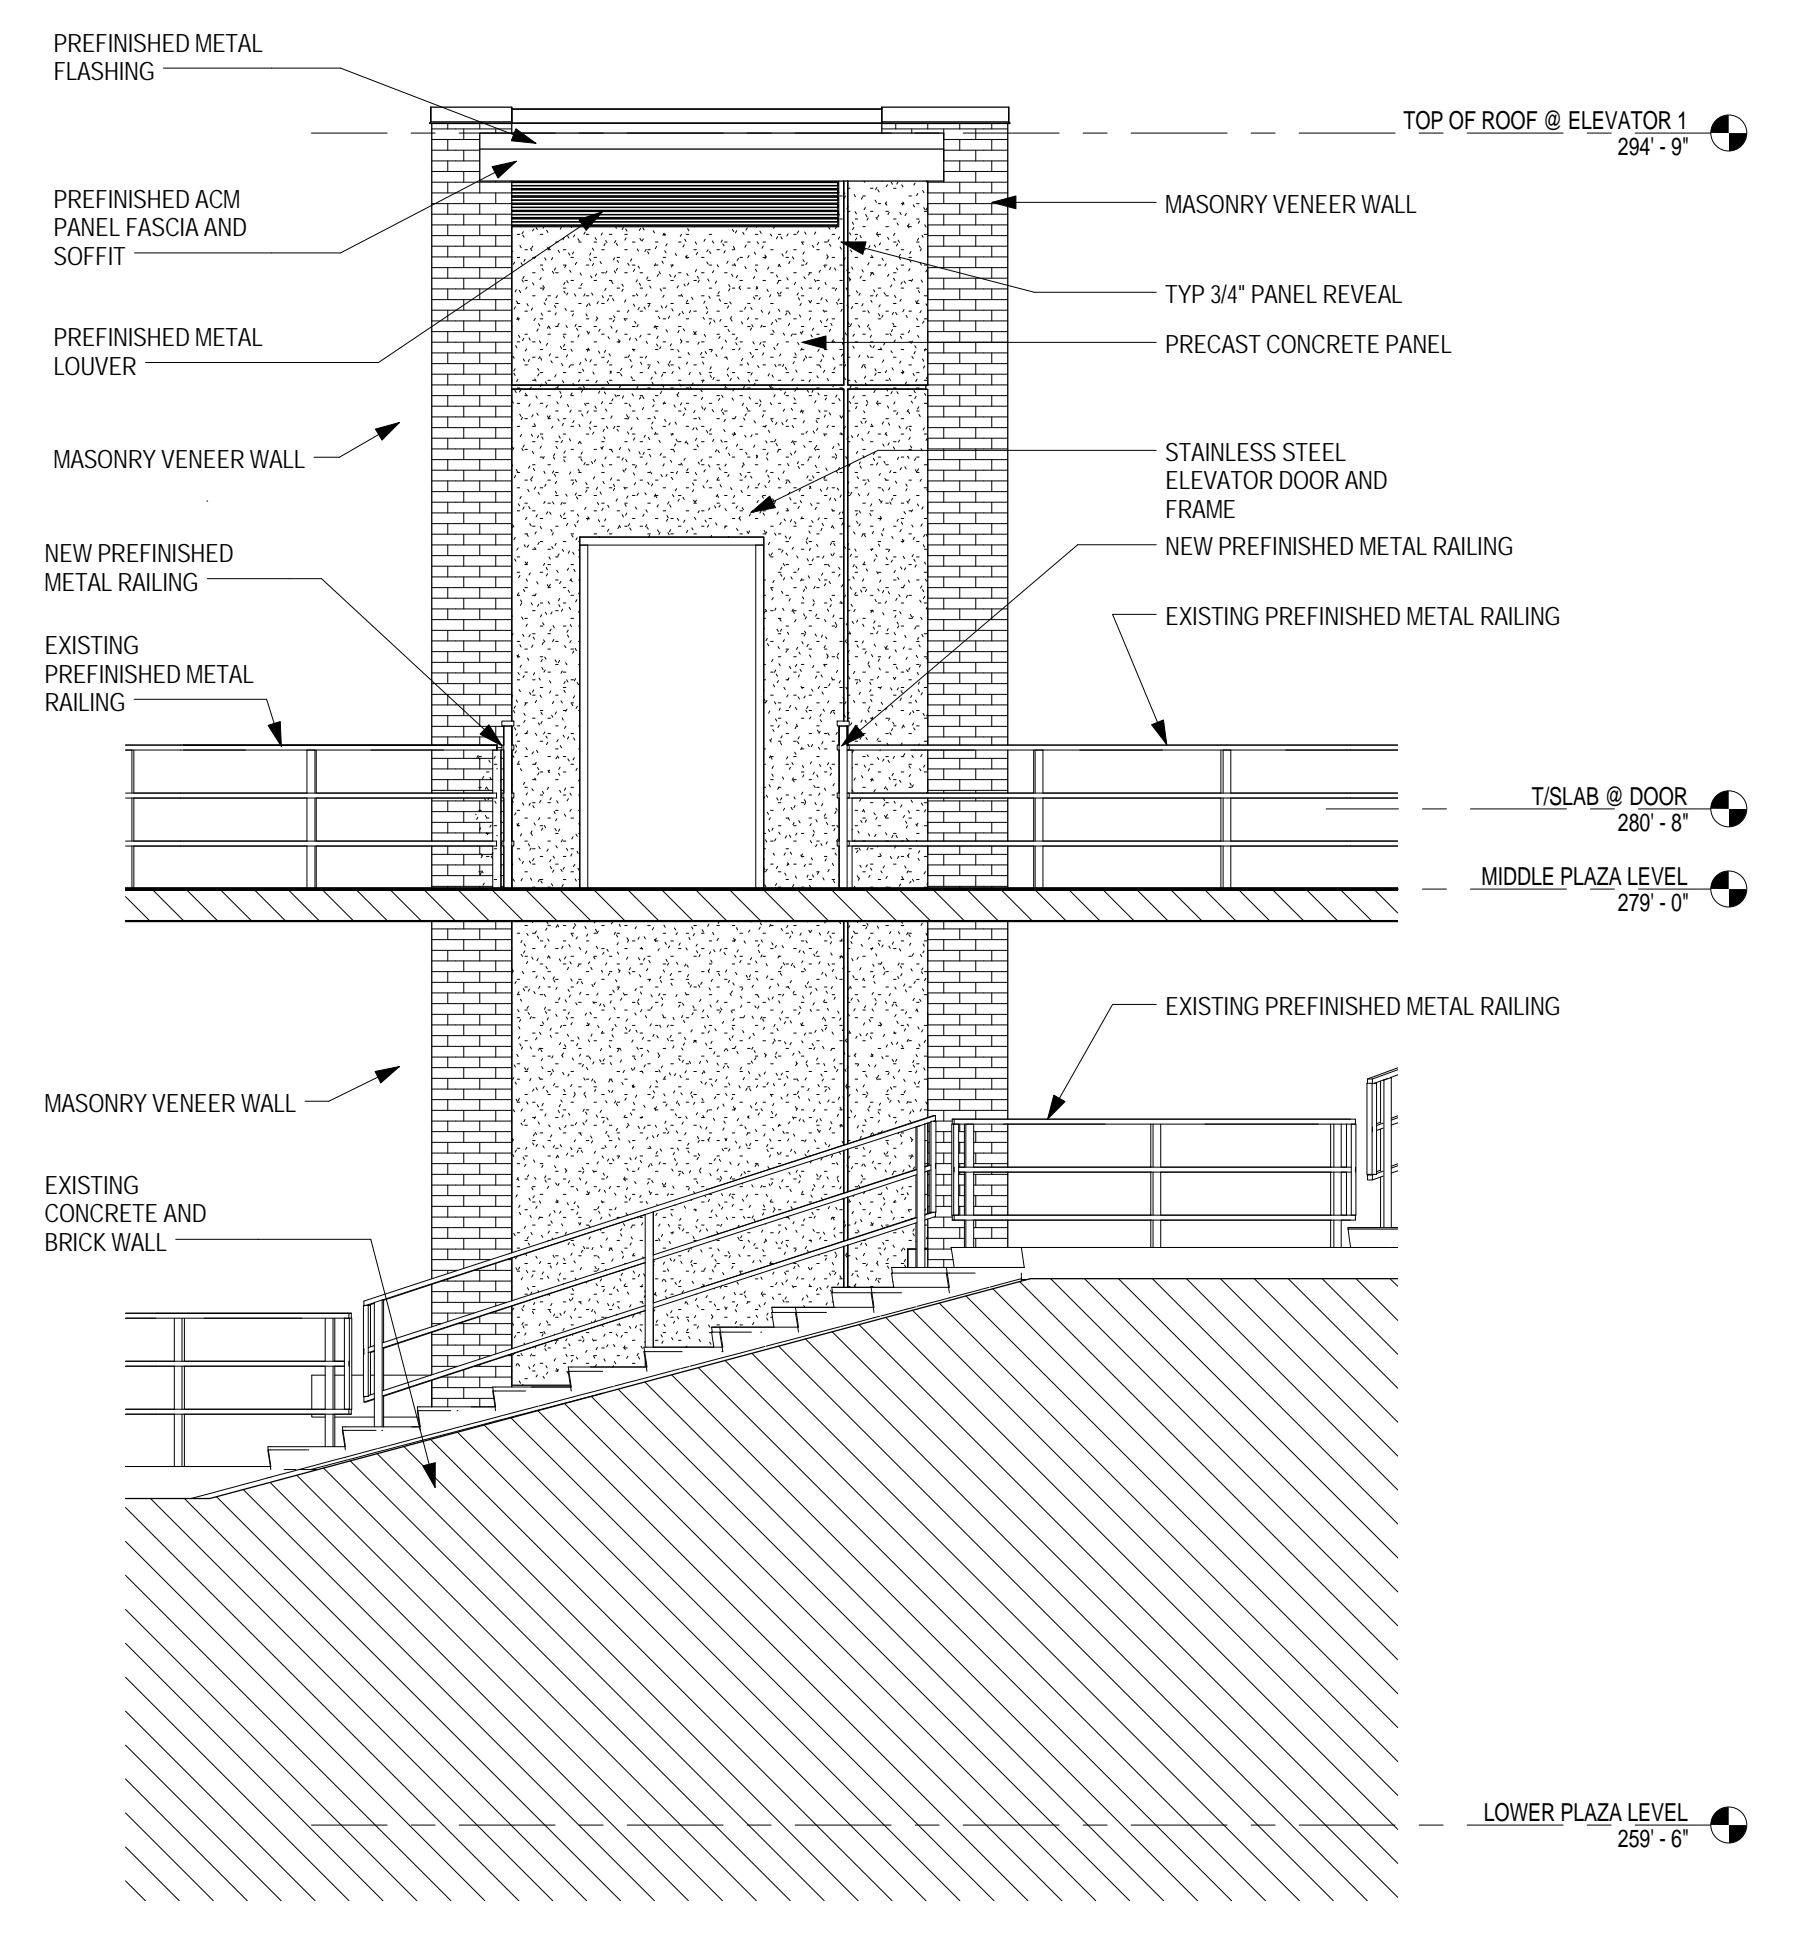 PREFINISHED METAL
FLASHING
TOP OF ROOF @ ELEVATOR 1
294' - 9"
PREFINISHED ACM
PANEL FASCIA AND
SOFFIT
MASONRY VENEER WALL
TYP 3/4" PANEL REVEAL
PREFINISHED METAL
LOUVER
PRECAST CONCRETE PANEL
MASONRY VENEER WALL
STAINLESS STEEL
ELEVATOR DOOR AND
FRAME
NEW PREFINISHED
METAL RAILING
NEW PREFINISHED METAL RAILING
EXISTING PREFINISHED METAL RAILING
EXISTING
PREFINISHED METAL
RAILING
T/SLAB @ DOOR
280' - 8"
MIDDLE PLAZA LEVEL
279' - 0"
EXISTING PREFINISHED METAL RAILING
MASONRY VENEER WALL
EXISTING
CONCRETE AND
BRICK WALL
LOWER PLAZA LEVEL
259' - 6"